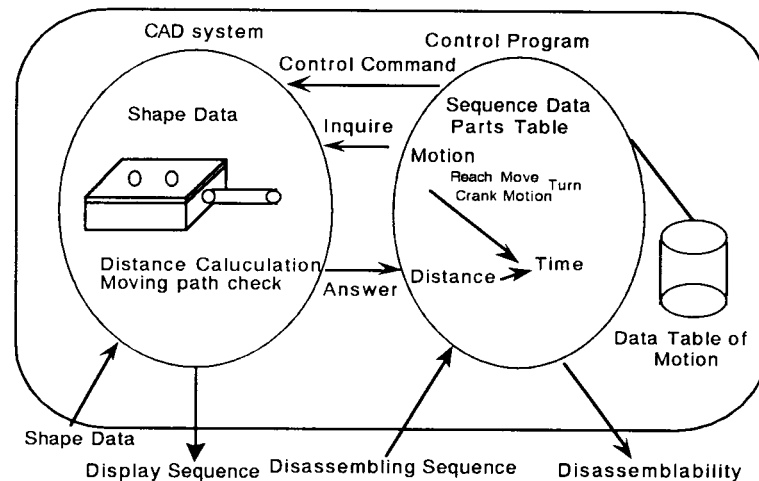 CAD system
Control Program
Control Command
Shape Data
Sequence Data
Parts Table
Inquire
Motion
Reach Move Turn
Crank Motion
Distance Caluculation
Moving path check
Answer
Distance
Time
Data Table of
Motion
Shape Data
Display Sequence
Disassembling Sequence
Disassemblability